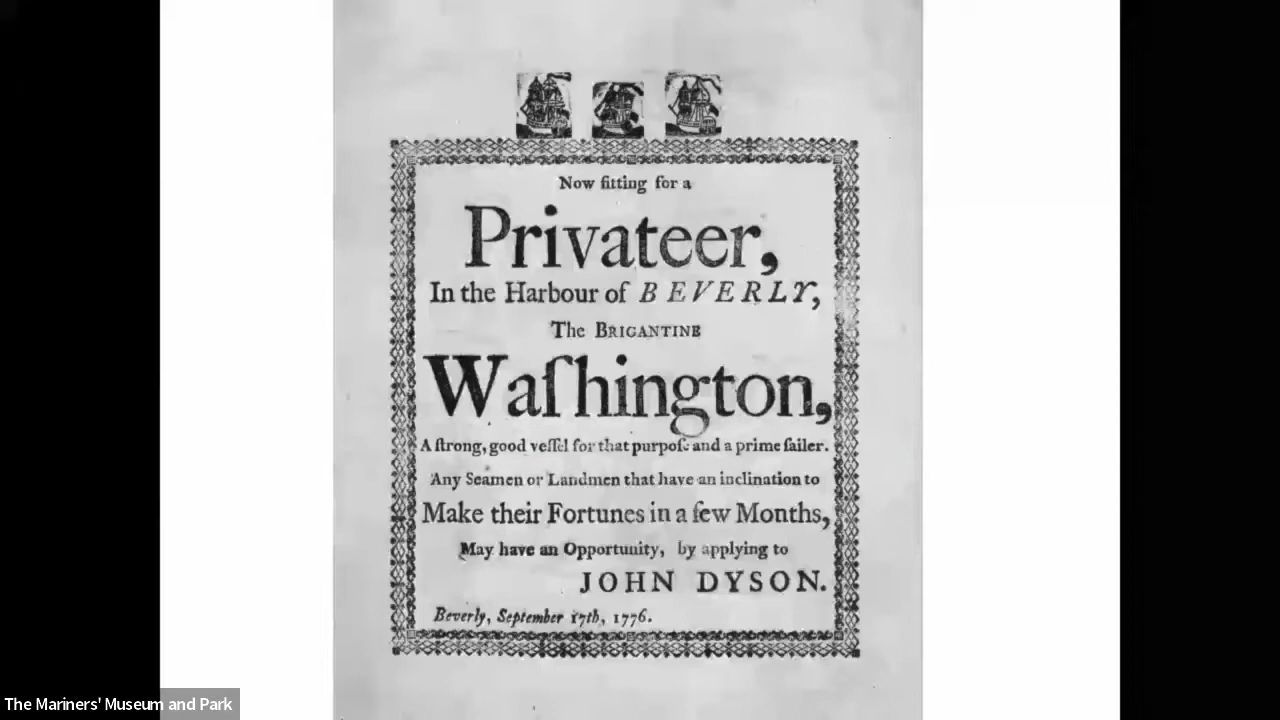 Now fitting for a
Privateer,
In the Harbour of BEVERLY,
The BRIGANTINE
Waſhington,
A ſtrong, good veſſel for that purpoſe and a prime ſailer.
Any Seamen or Landmen that have an inclination to
Make their Fortunes in a few Months,
May have an Opportunity, by applying to
JOHN DYSON.
Beverly, September 17th, 1776.
The Mariners' Museum and Park